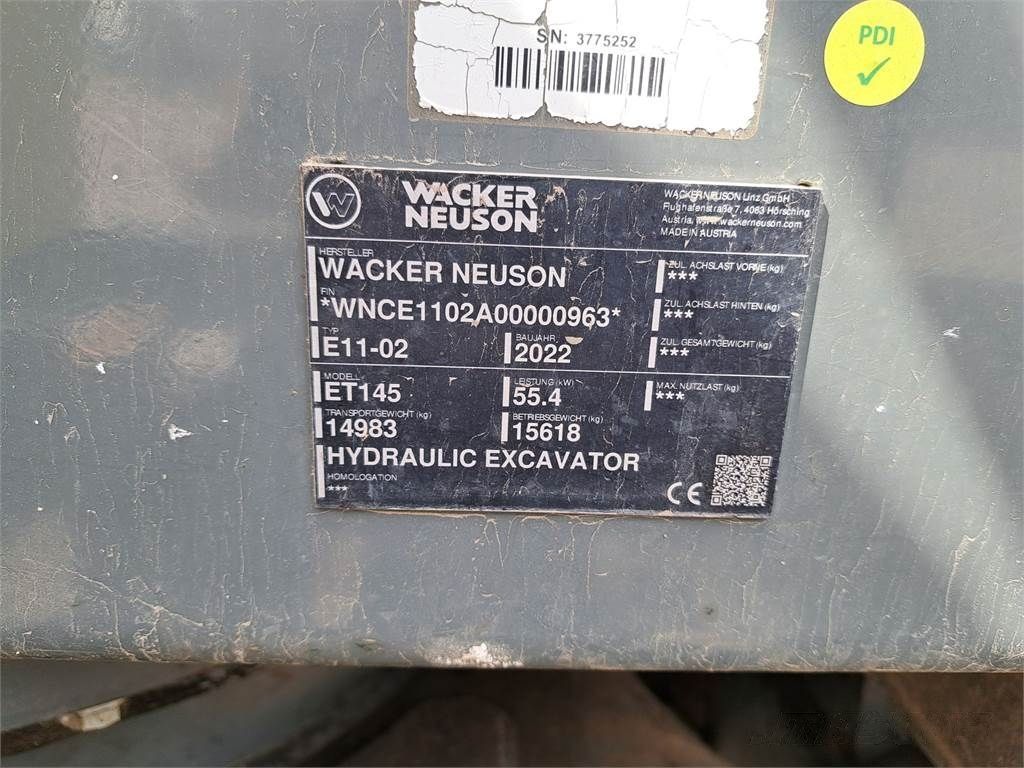 SN: 3775252
PDI
WACKER
NEUSON
WACKER NEUSON Linz GmbH
Flughafenstraße 7, 4063 Hörsching
Austria, www.wackerneuson.com
MADE IN AUSTRIA
HERSTELLER
WACKER NEUSON
FIN
*WNCE1102A00000963*
TYP
E11-02
BAUJAHR
2022
MODELL
ET145
LEISTUNG (kW)
55.4
TRANSPORTGEWICHT (kg)
14983
BETRIEBSGEWICHT (kg)
15618
HYDRAULIC EXCAVATOR
HOMOLOGATION
***
ZUL. ACHSLAST VORNE (kg)
***
ZUL. ACHSLAST HINTEN (kg)
***
ZUL. GESAMTGEWICHT (kg)
***
MAX. NUTZLAST (kg)
***
CE